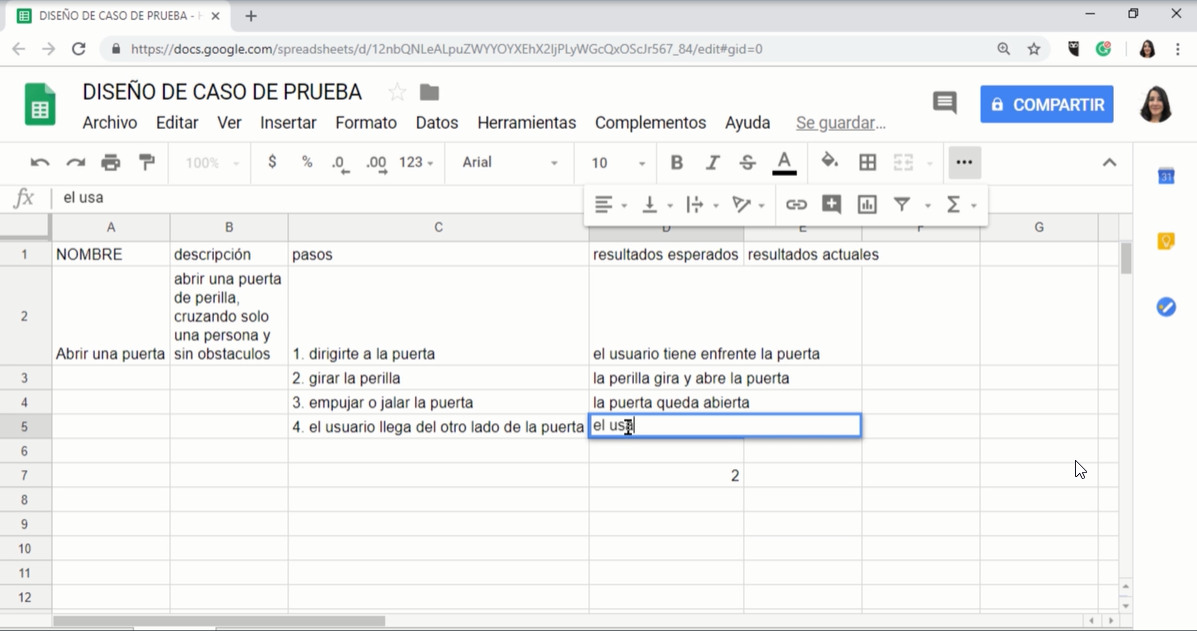 DISEÑO DE CASO DE PRUEBA -
https://docs.google.com/spreadsheets/d/12nbQNLeALpuZWYYOYXEhX2IjPLyWGcQxOScJr567_84/edit#gid=0
DISEÑO DE CASO DE PRUEBA
COMPARTIR
Archivo Editar Ver Insertar Formato Datos Herramientas Complementos Ayuda Se guardar...
100% $ % .0 .00 123 Arial 10 B I S A ...
fx el usa
31
A B C D E F G
1 NOMBRE descripción pasos resultados esperados resultados actuales
abrir una puerta
de perilla,
2 cruzando solo
una persona y
Abrir una puerta sin obstaculos 1. dirigirte a la puerta el usuario tiene enfrente la puerta
3 2. girar la perilla la perilla gira y abre la puerta
4 3. empujar o jalar la puerta la puerta queda abierta
5 4. el usuario llega del otro lado de la puerta el usa
6
7 2
8
9
10
11
12